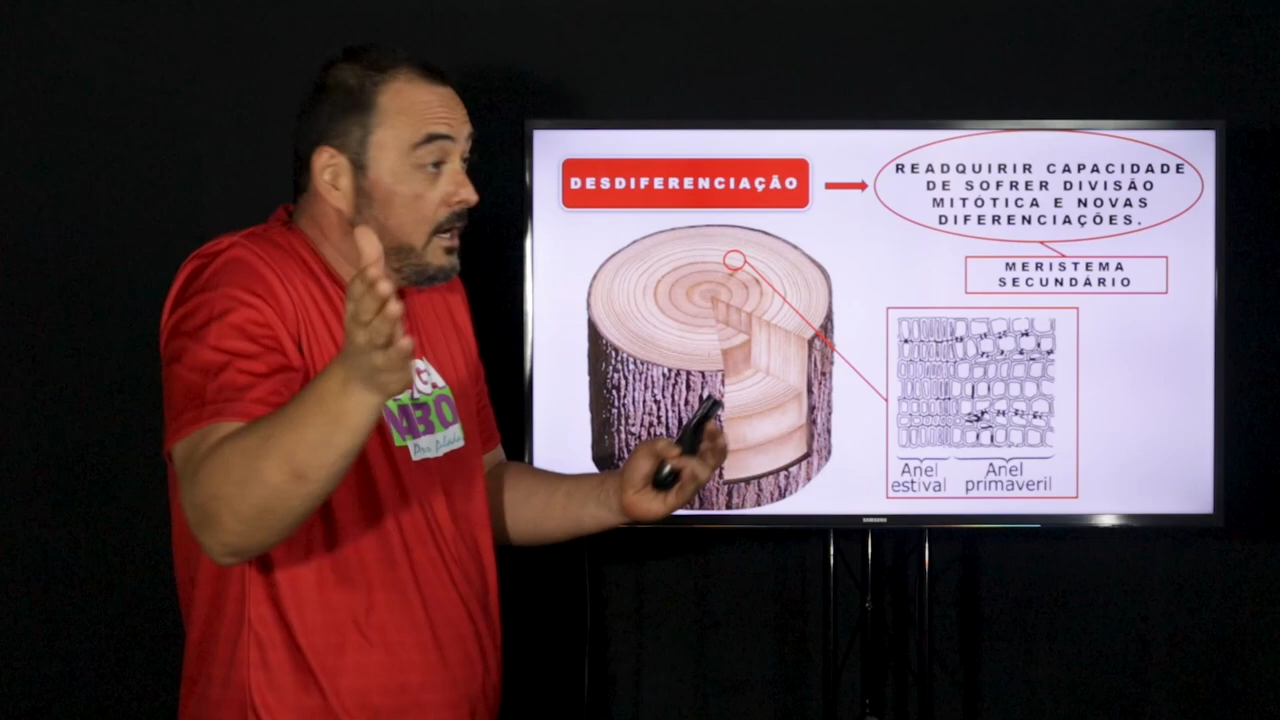 DESDIFERENCIAÇÃO
READQUIRIR CAPACIDADE
DE SOFRER DIVISÃO
MITÓTICA E NOVAS
DIFERENCIAÇÕES.
MERISTEMA
SECUNDÁRIO
Anel
estival
Anel
primaveril
SAMSUNG